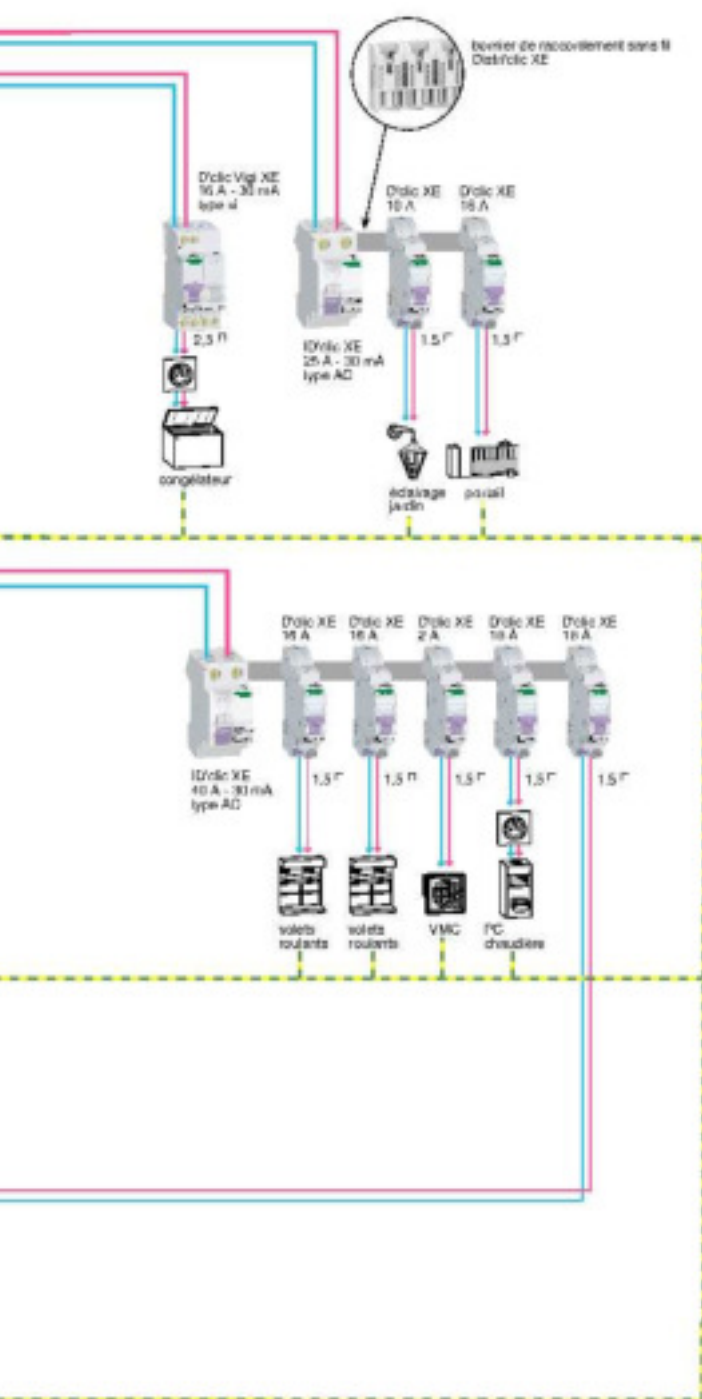 bornier de raccordement sans fil
Distri'clic XE
D'clic Vigi XE
16 A - 30 mA
type si
D'clic XE
10 A
D'clic XE
16 A
2,5
ID'clic XE
25 A - 30 mA
type AC
1,5
1,5
congélateur
éclairage
jardin
portail
D'clic XE
16 A
D'clic XE
16 A
D'clic XE
2 A
D'clic XE
D'clic XE
ID'clic XE
40 A - 30 mA
type AC
1,5
1,5
1,5
1,5
1,5
volets
roulants
volets
roulants
VMC
PC
chaudière